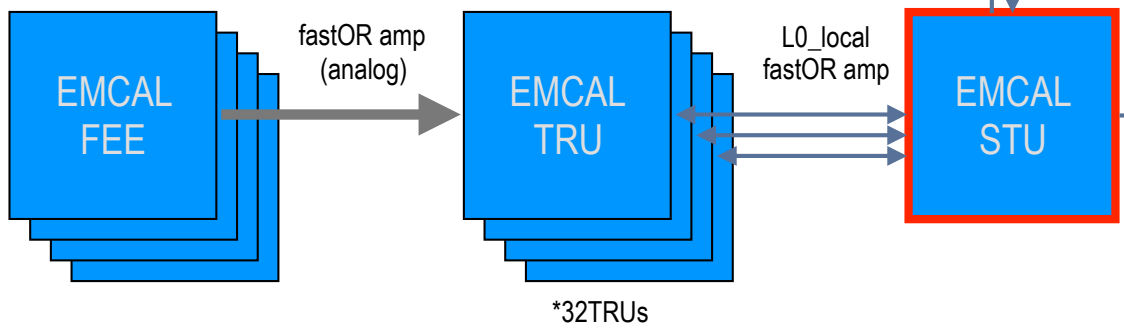 fastOR amp
(analog)
L0_local
fastOR amp
EMCAL
FEE
EMCAL
TRU
EMCAL
STU
*32TRUs